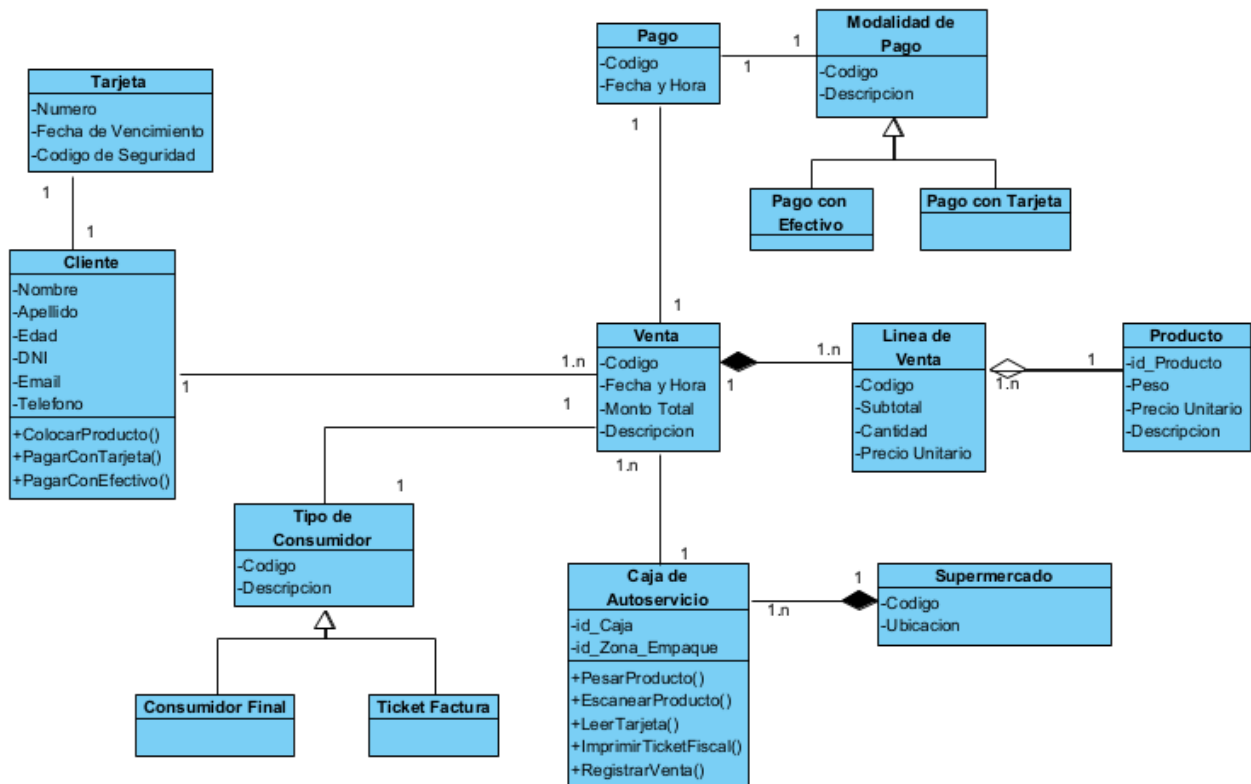 Tarjeta
-Numero
-Fecha de Vencimiento
-Codigo de Seguridad
1
1
Cliente
-Nombre
-Apellido
-Edad
-DNI
-Email
-Telefono
+ColocarProducto()
+PagarConTarjeta()
+PagarConEfectivo()
1
1.n
Pago
-Codigo
-Fecha y Hora
1
1
1
1
Modalidad de
Pago
-Codigo
-Descripcion
Pago con
Efectivo
Pago con Tarjeta
Venta
-Codigo
-Fecha y Hora
-Monto Total
-Descripcion
1
1.n
Linea de
Venta
-Codigo
-Subtotal
-Cantidad
-Precio Unitario
1.n
1
Producto
-id_Producto
-Peso
-Precio Unitario
-Descripcion
1
1
Tipo de
Consumidor
-Codigo
-Descripcion
Consumidor Final
Ticket Factura
1.n
1
Caja de
Autoservicio
-id_Caja
-id_Zona_Empaque
+PesarProducto()
+EscanearProducto()
+LeerTarjeta()
+ImprimirTicketFiscal()
+RegistrarVenta()
1.n
1
Supermercado
-Codigo
-Ubicacion